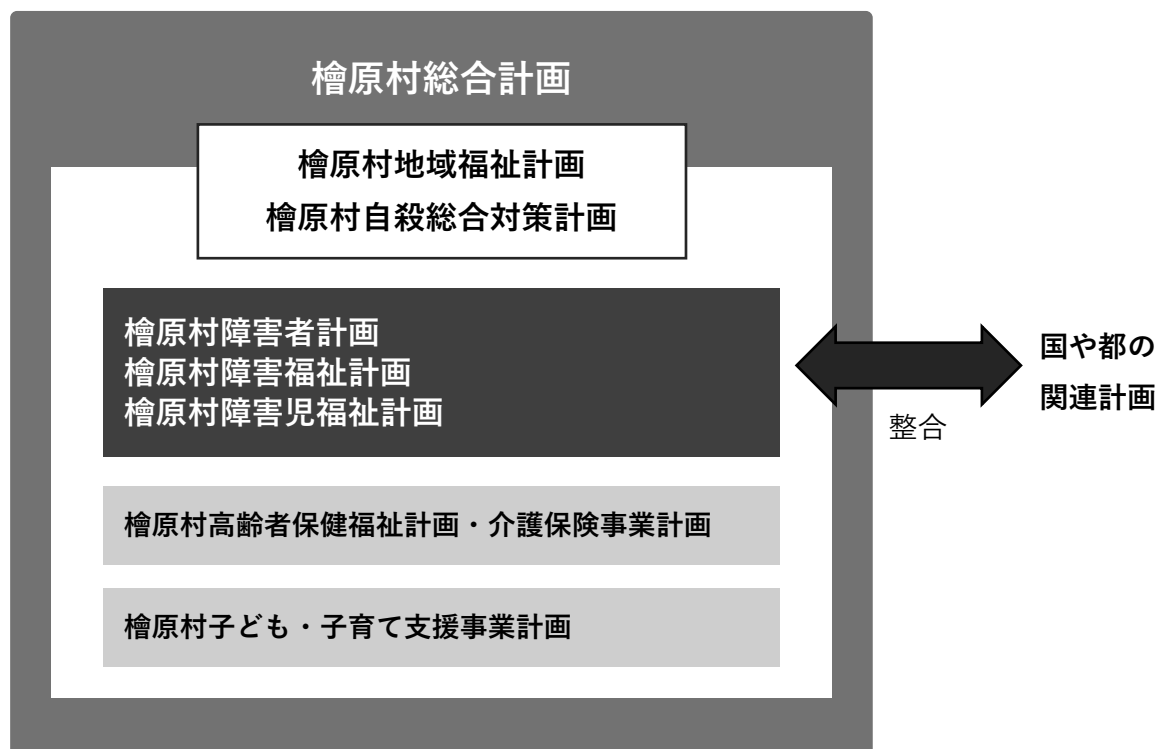 檜原村総合計画
檜原村地域福祉計画
檜原村自殺総合対策計画
檜原村障害者計画
檜原村障害福祉計画
檜原村障害児福祉計画
国や都の
関連計画
整合
檜原村高齢者保健福祉計画・介護保険事業計画
檜原村子ども・子育て支援事業計画